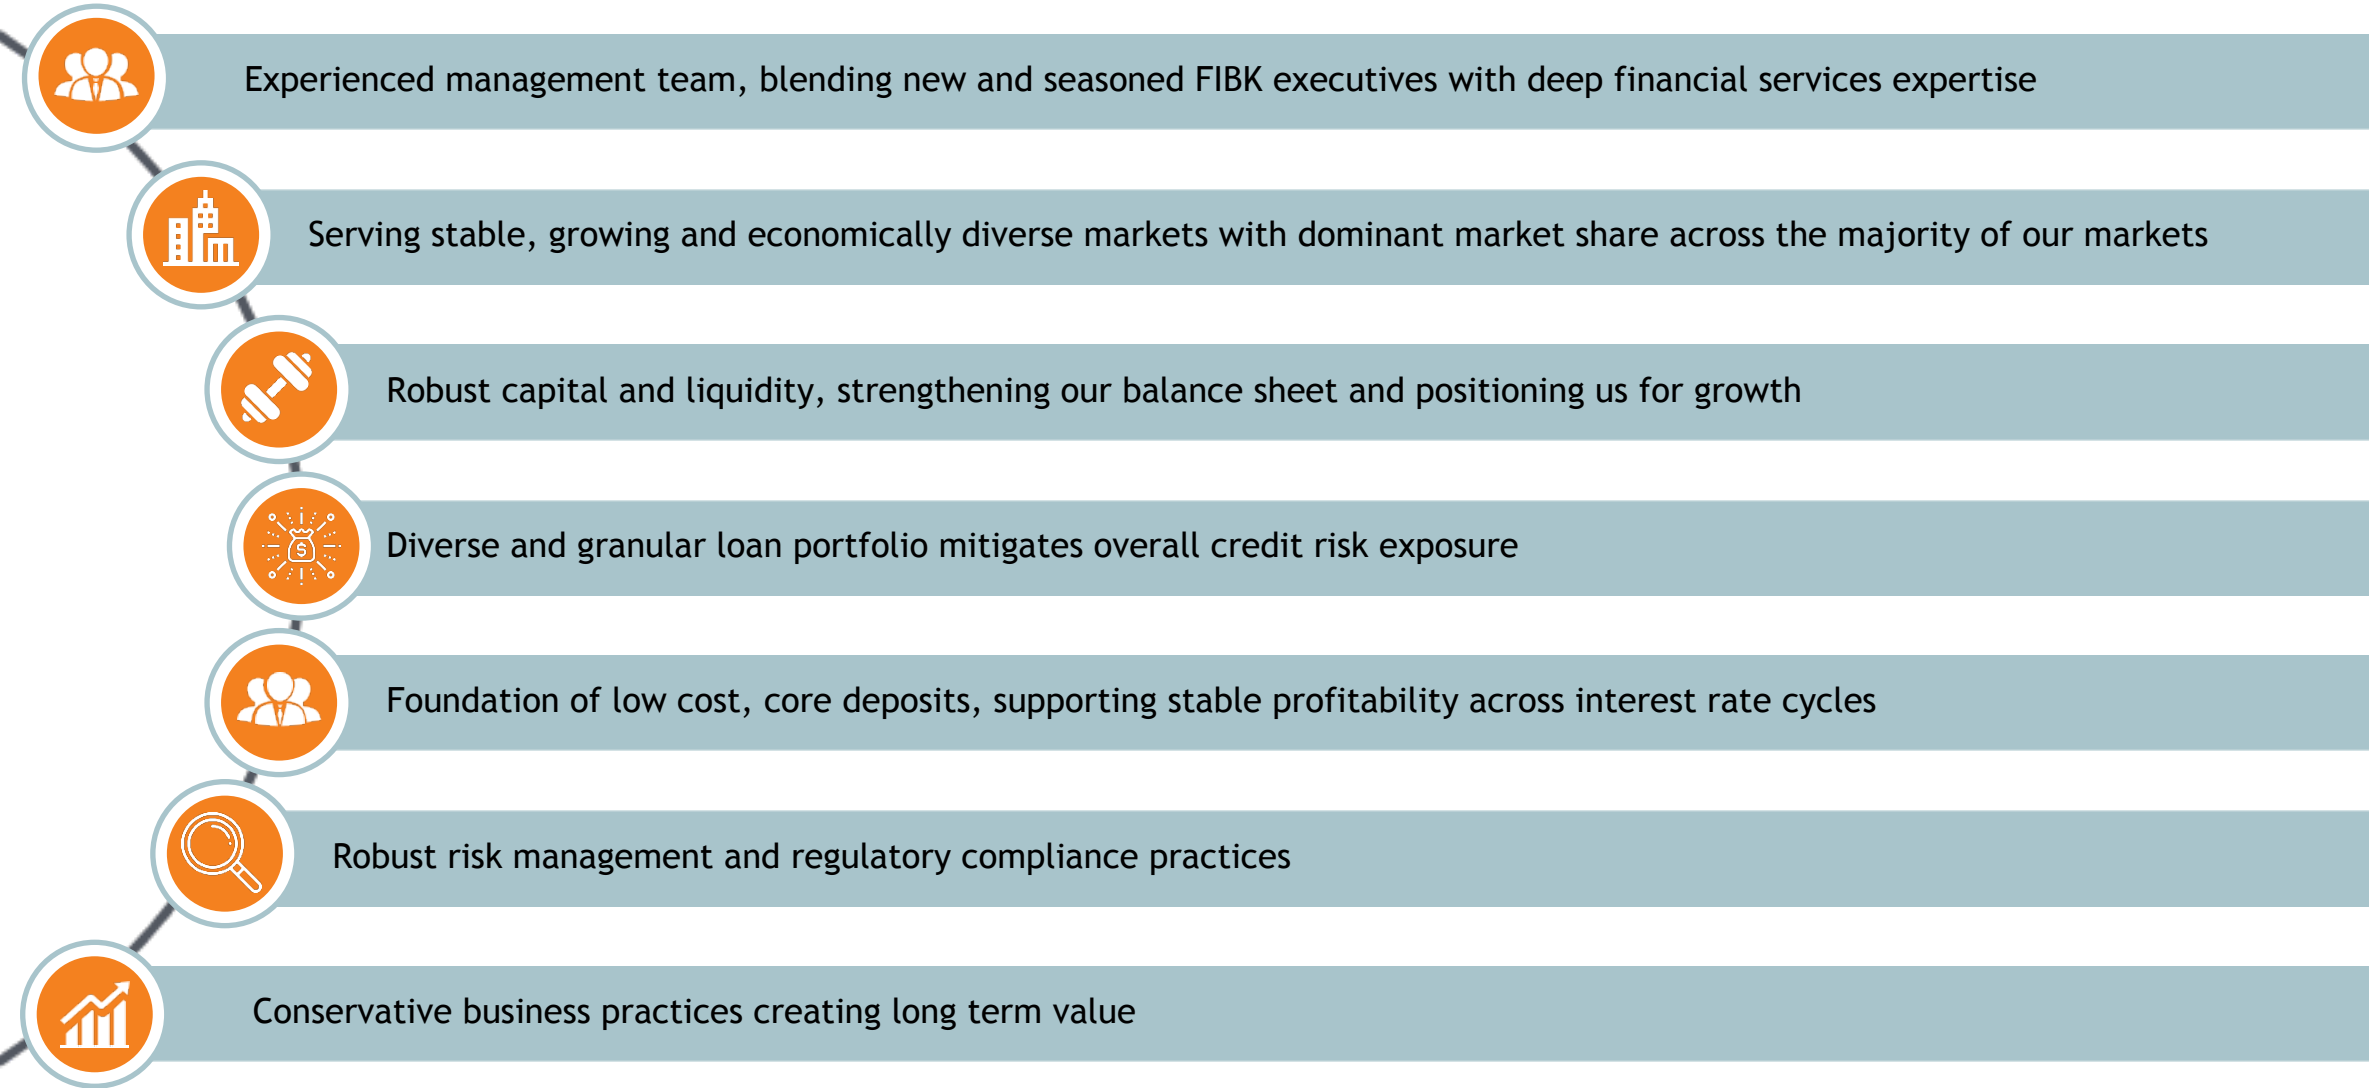 Experienced management team, blending new and seasoned FIBK executives with deep financial services expertise
Serving stable, growing and economically diverse markets with dominant market share across the majority of our markets
Robust capital and liquidity, strengthening our balance sheet and positioning us for growth
Diverse and granular loan portfolio mitigates overall credit risk exposure
Foundation of low cost, core deposits, supporting stable profitability across interest rate cycles
Robust risk management and regulatory compliance practices
Conservative business practices creating long term value